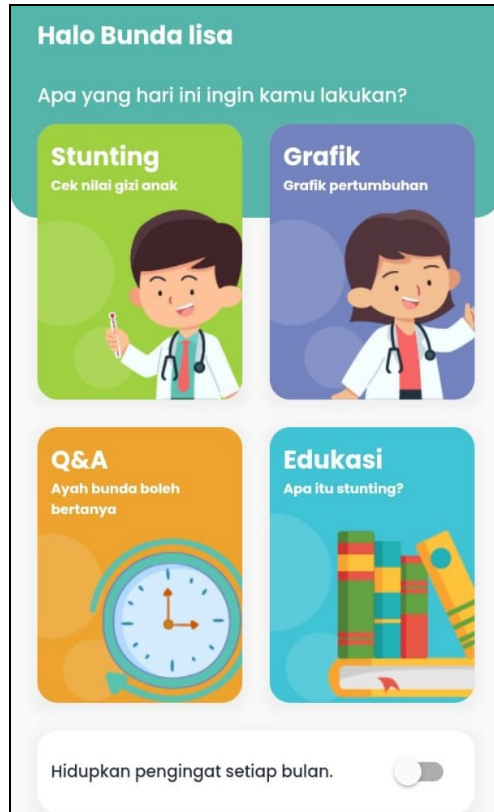 Halo Bunda lisa
Apa yang hari ini ingin kamu lakukan?
Stunting
Cek nilai gizi anak
Grafik
Grafik pertumbuhan
Q&A
Ayah bunda boleh
bertanya
Edukasi
Apa itu stunting?
Hidupkan pengingat setiap bulan.